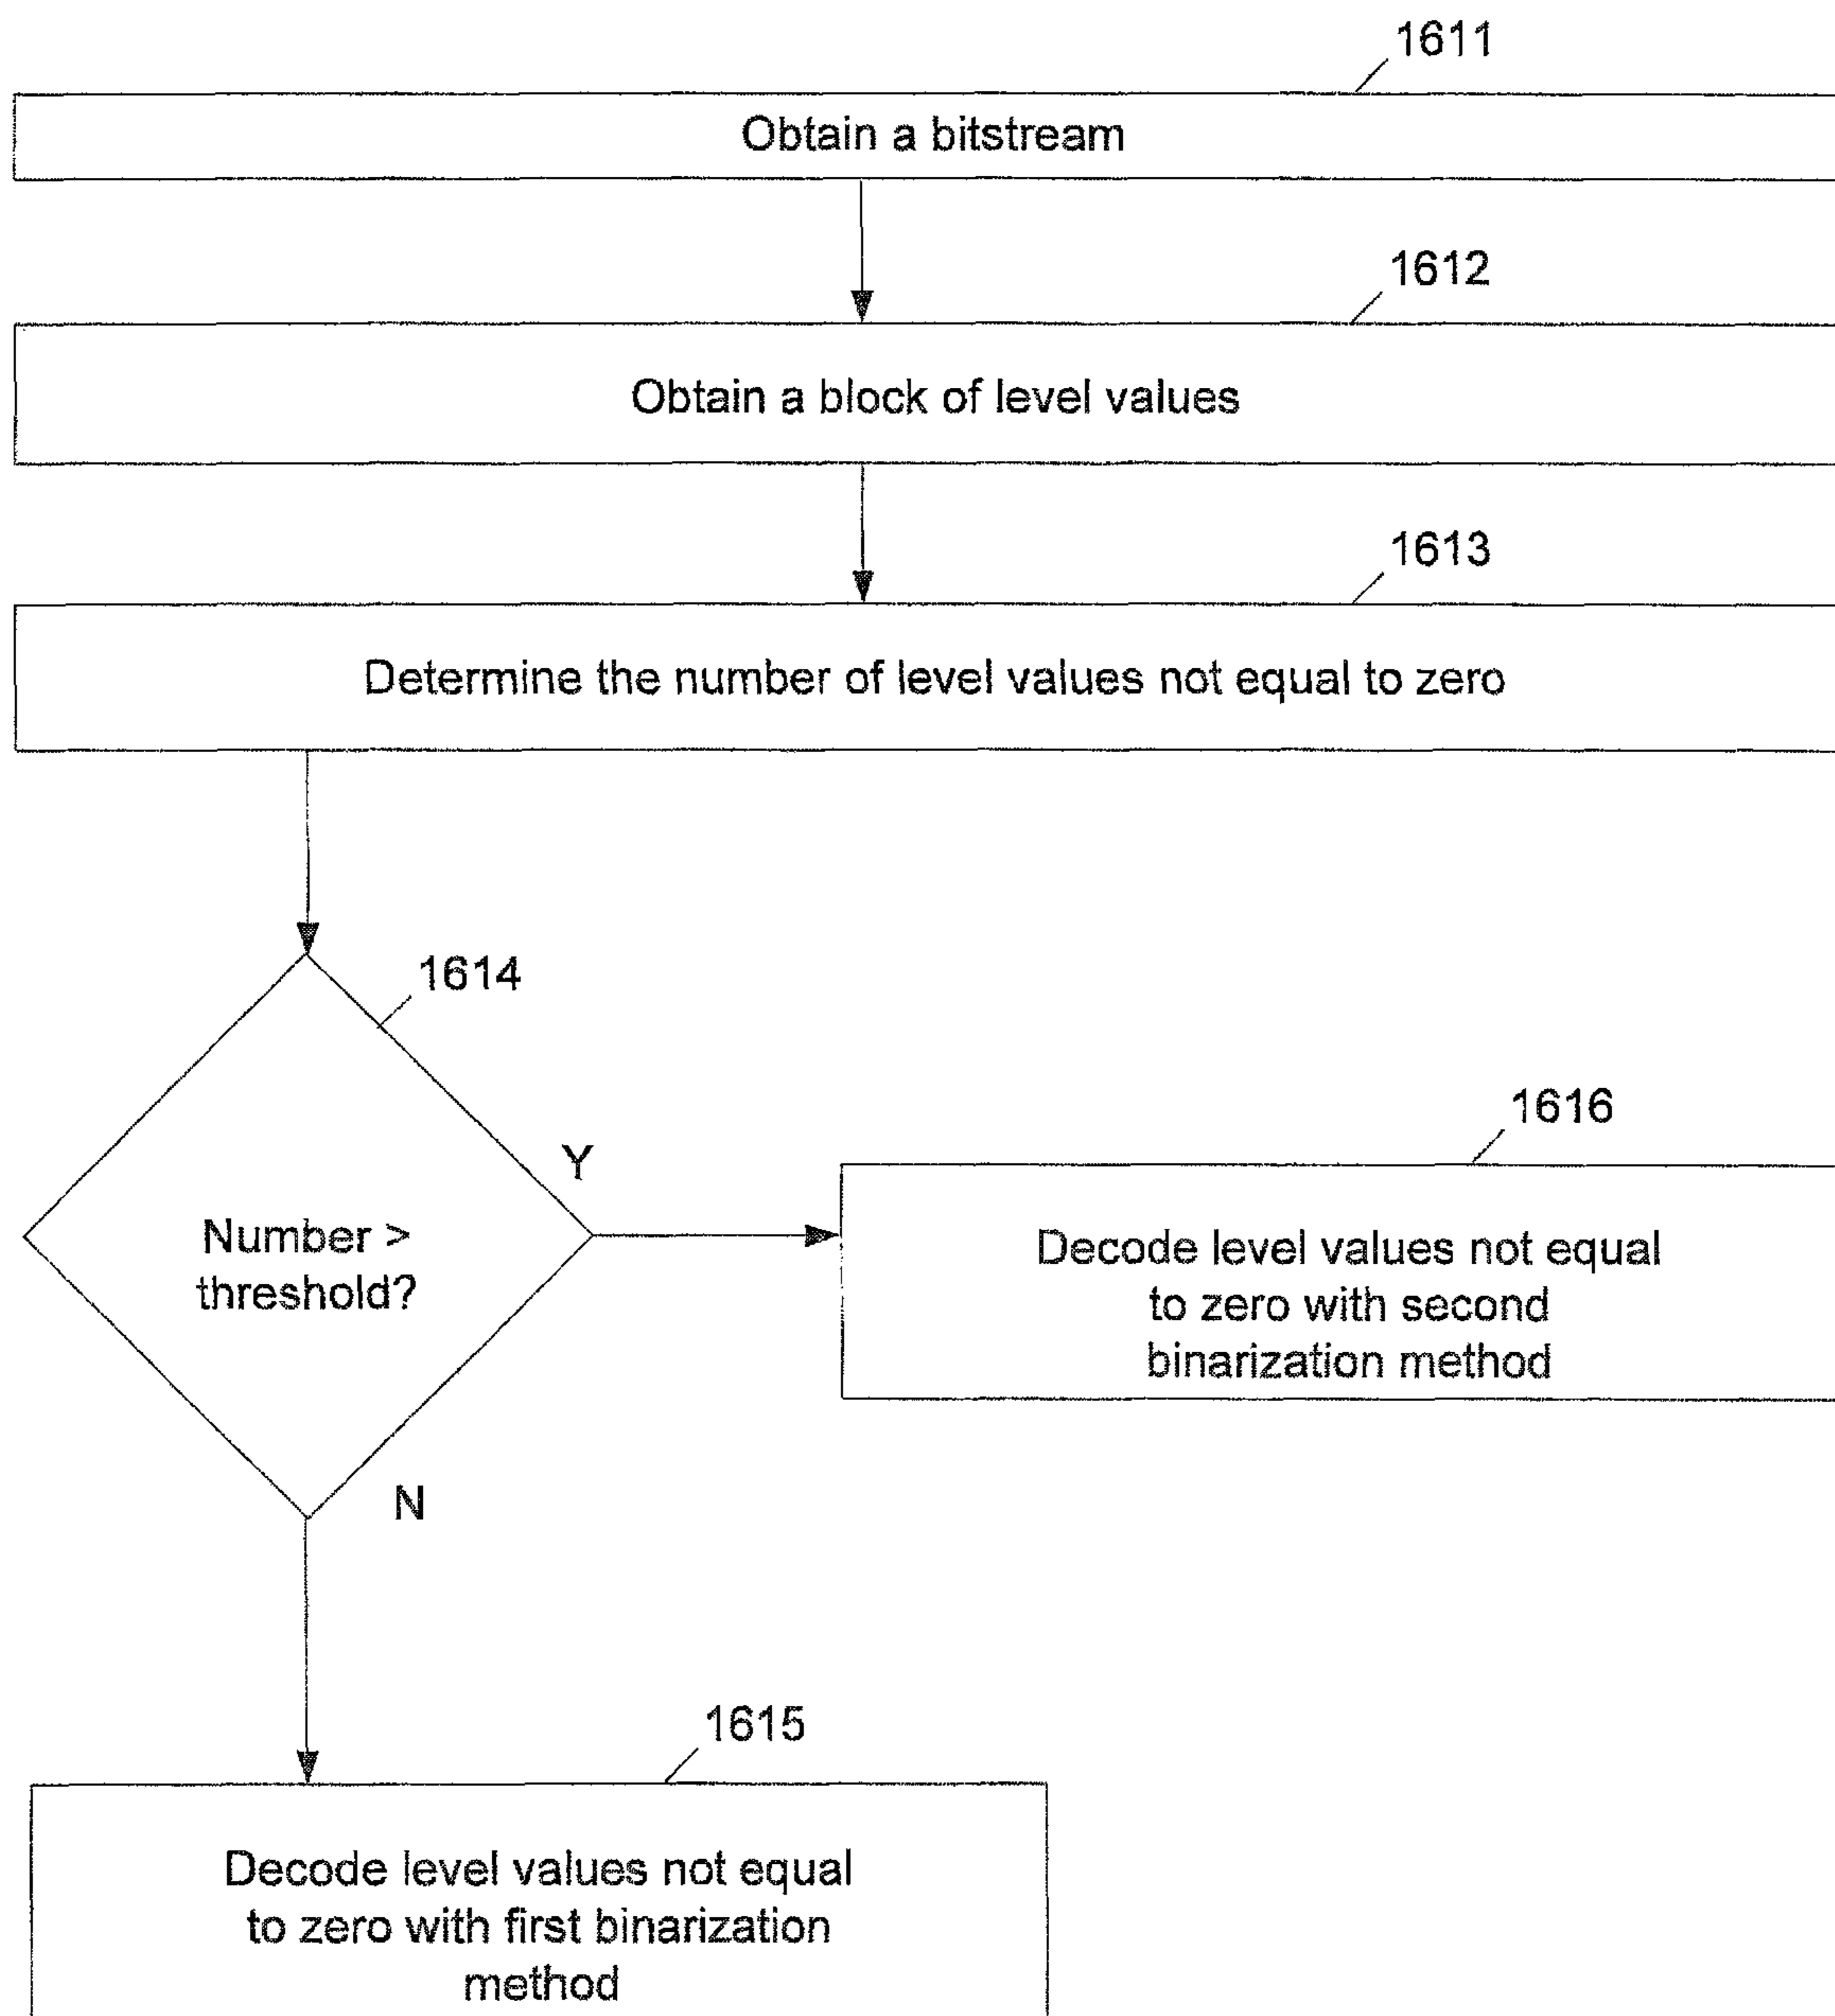 1611
Obtain a bitstream
1612
Obtain a block of level values
1613
Determine the number of level values not equal to zero
1614
Number >
threshold?
Y
1616
Decode level values not equal
to zero with second
binarization method
N
1615
Decode level values not equal
to zero with first binarization
method